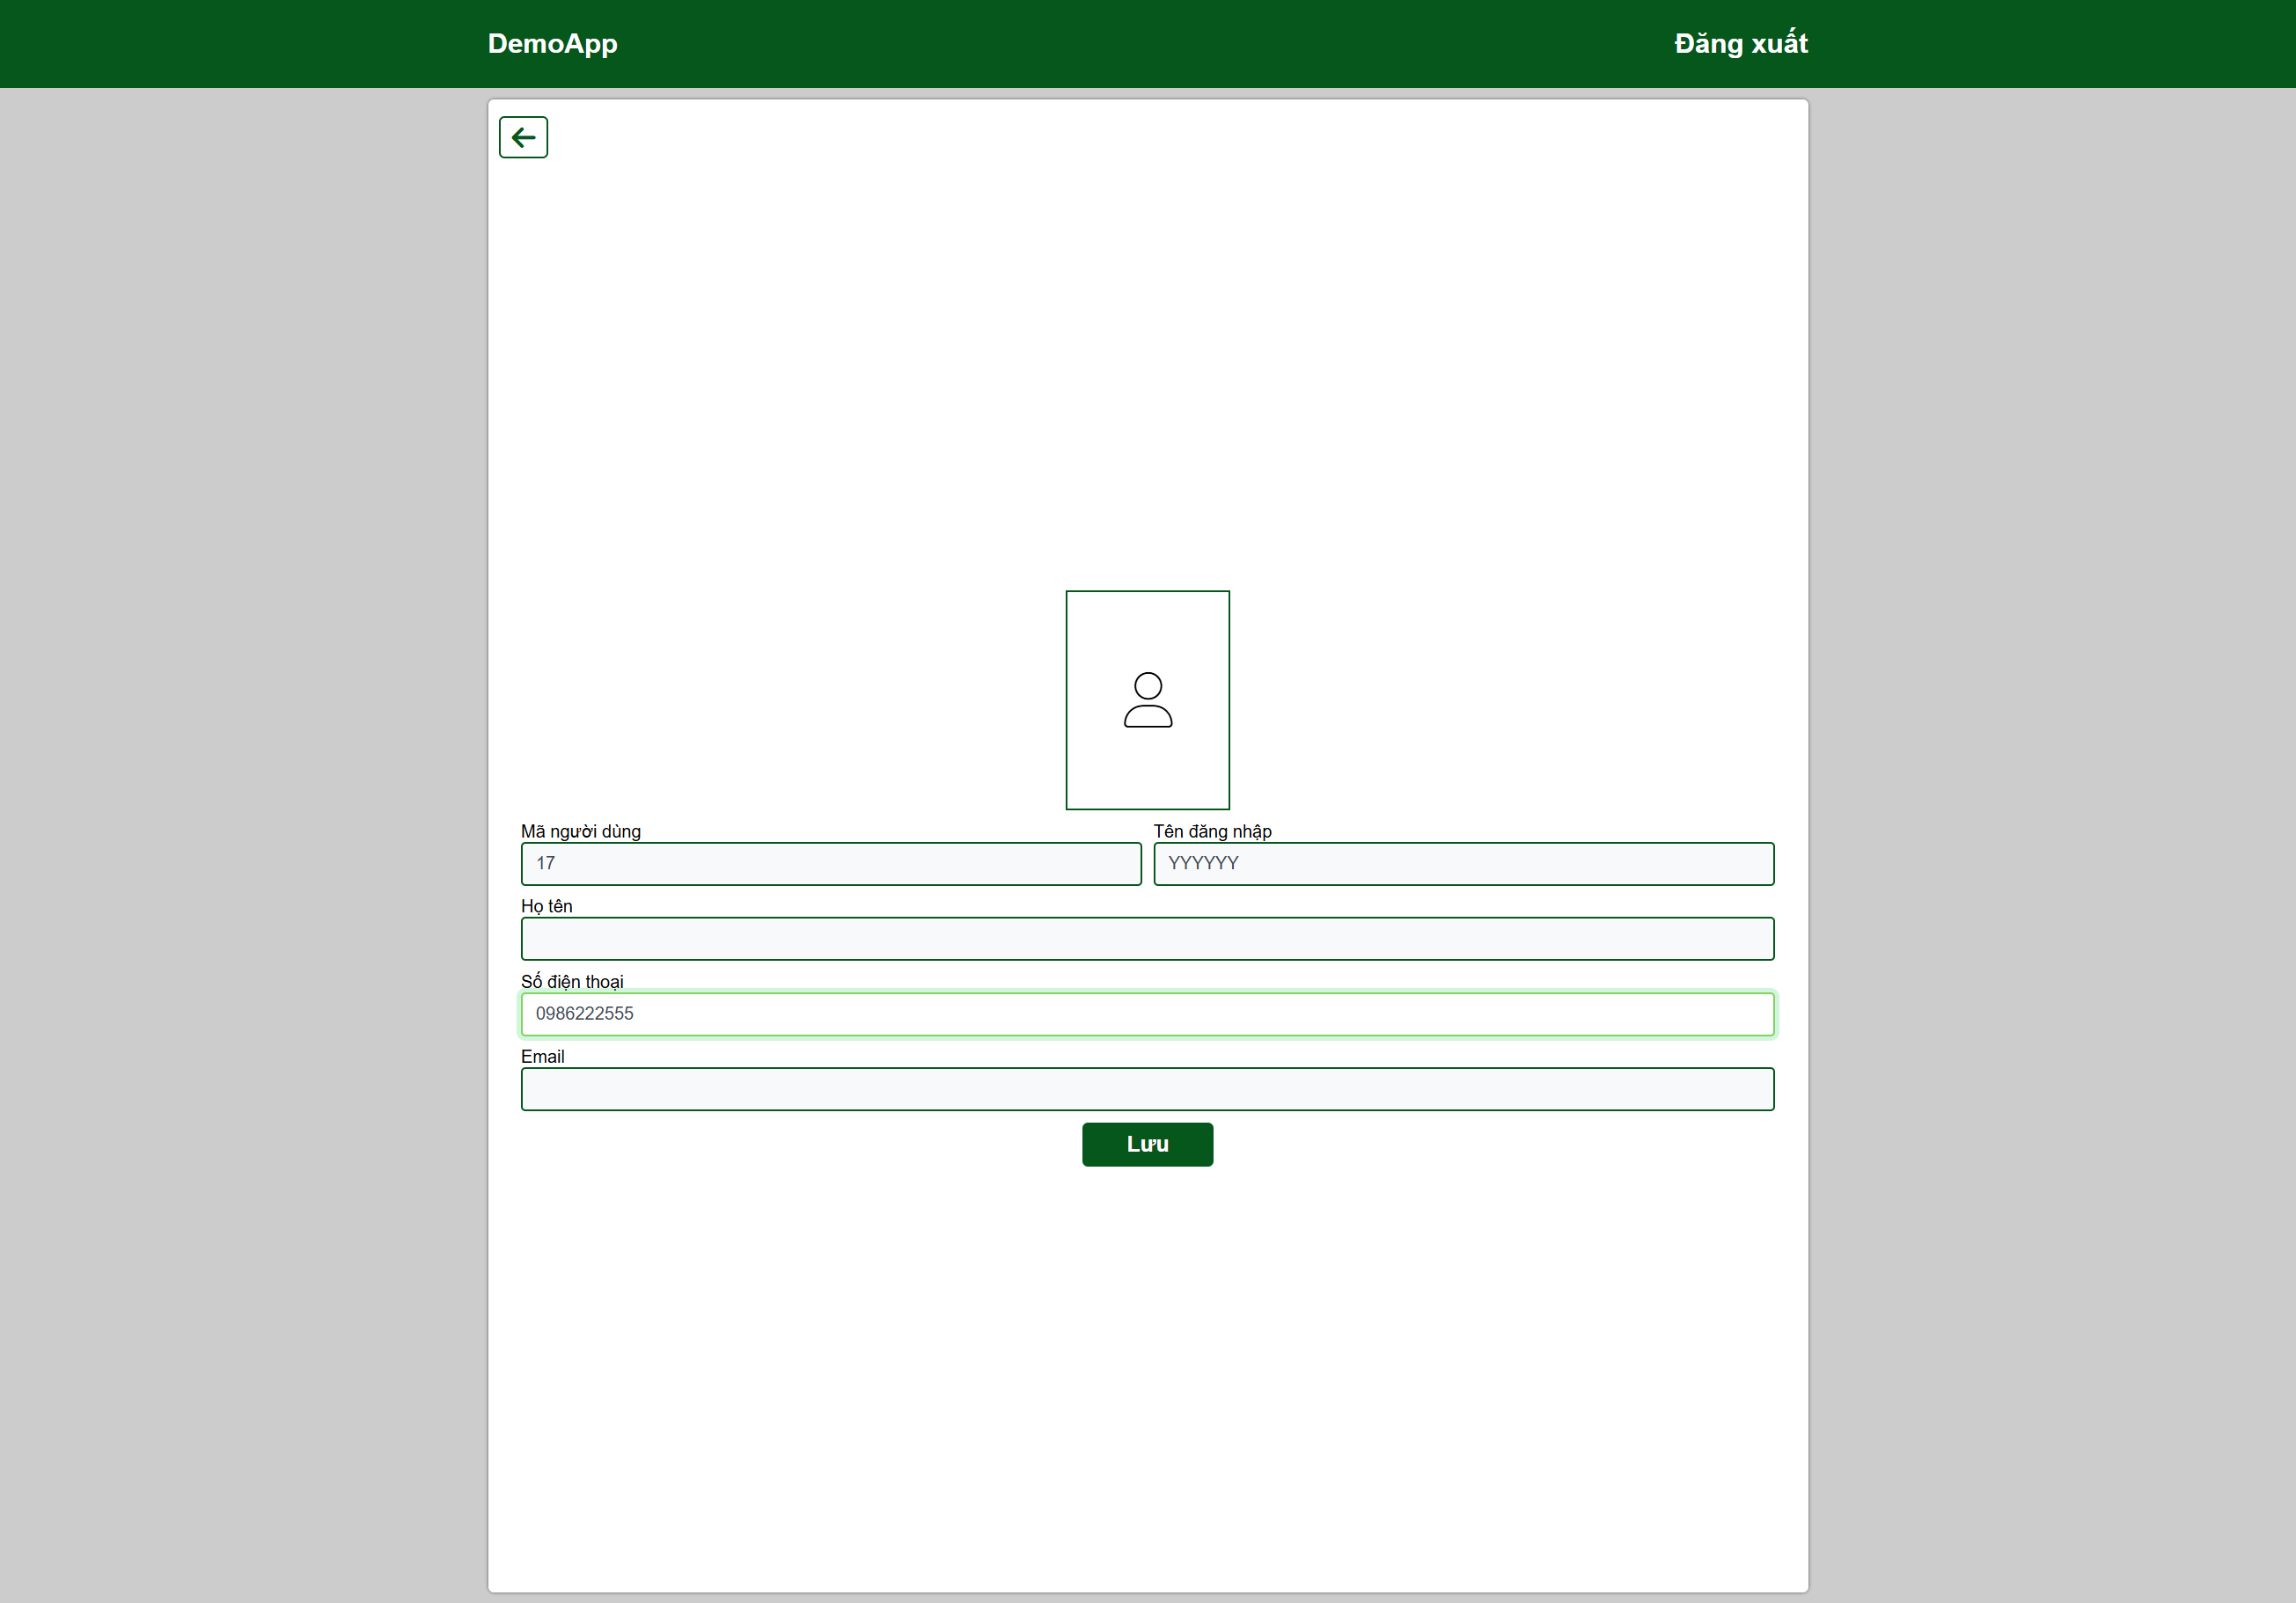 DemoApp
Đăng xuất
Mã người dùng
Tên đăng nhập
17
YYYYYY
Họ tên
Số điện thoại
0986222555
Email
Lưu